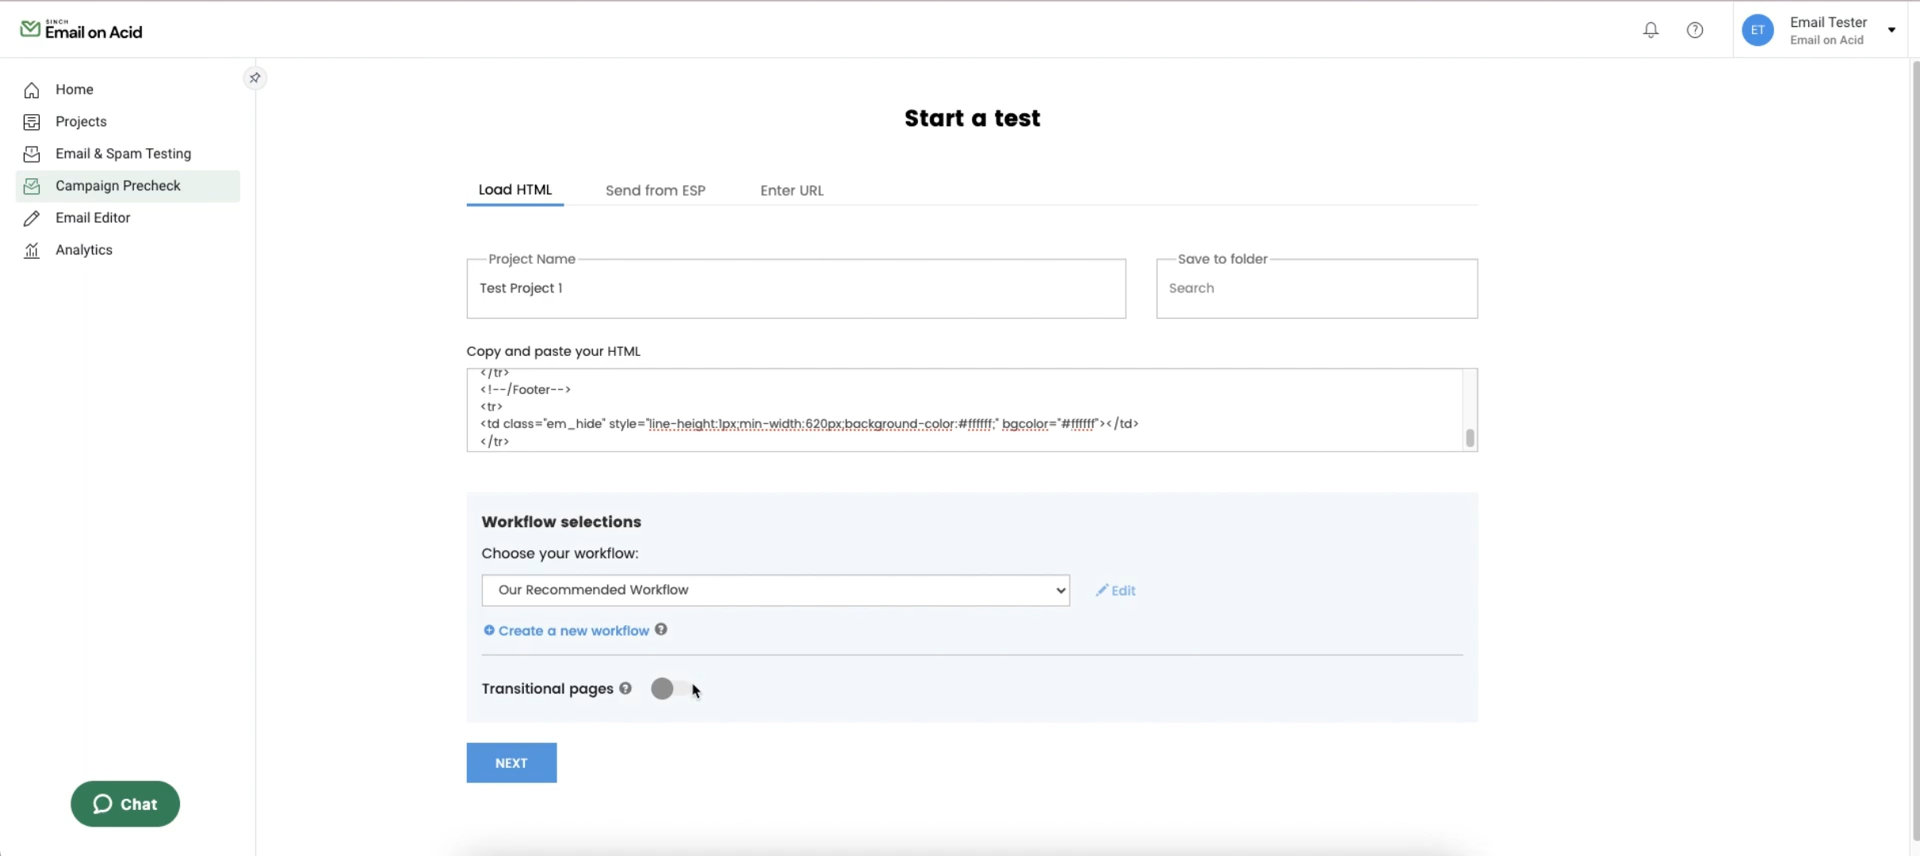 SINCH
Email on Acid
ET
Email Tester
Email on Acid
Home
Projects
Email & Spam Testing
Campaign Precheck
Email Editor
Analytics
Start a test
Load HTML
Send from ESP
Enter URL
Project Name
Test Project 1
Save to folder
Search
Copy and paste your HTML
</tr>
<!--/Footer-->
<tr>
<td class="em_hide" style="line-height:1px;min-width:620px;background-color:#ffffff;" bgcolor="#ffffff"></td>
</tr>
Workflow selections
Choose your workflow:
Our Recommended Workflow
Edit
Create a new workflow
Transitional pages
NEXT
Chat